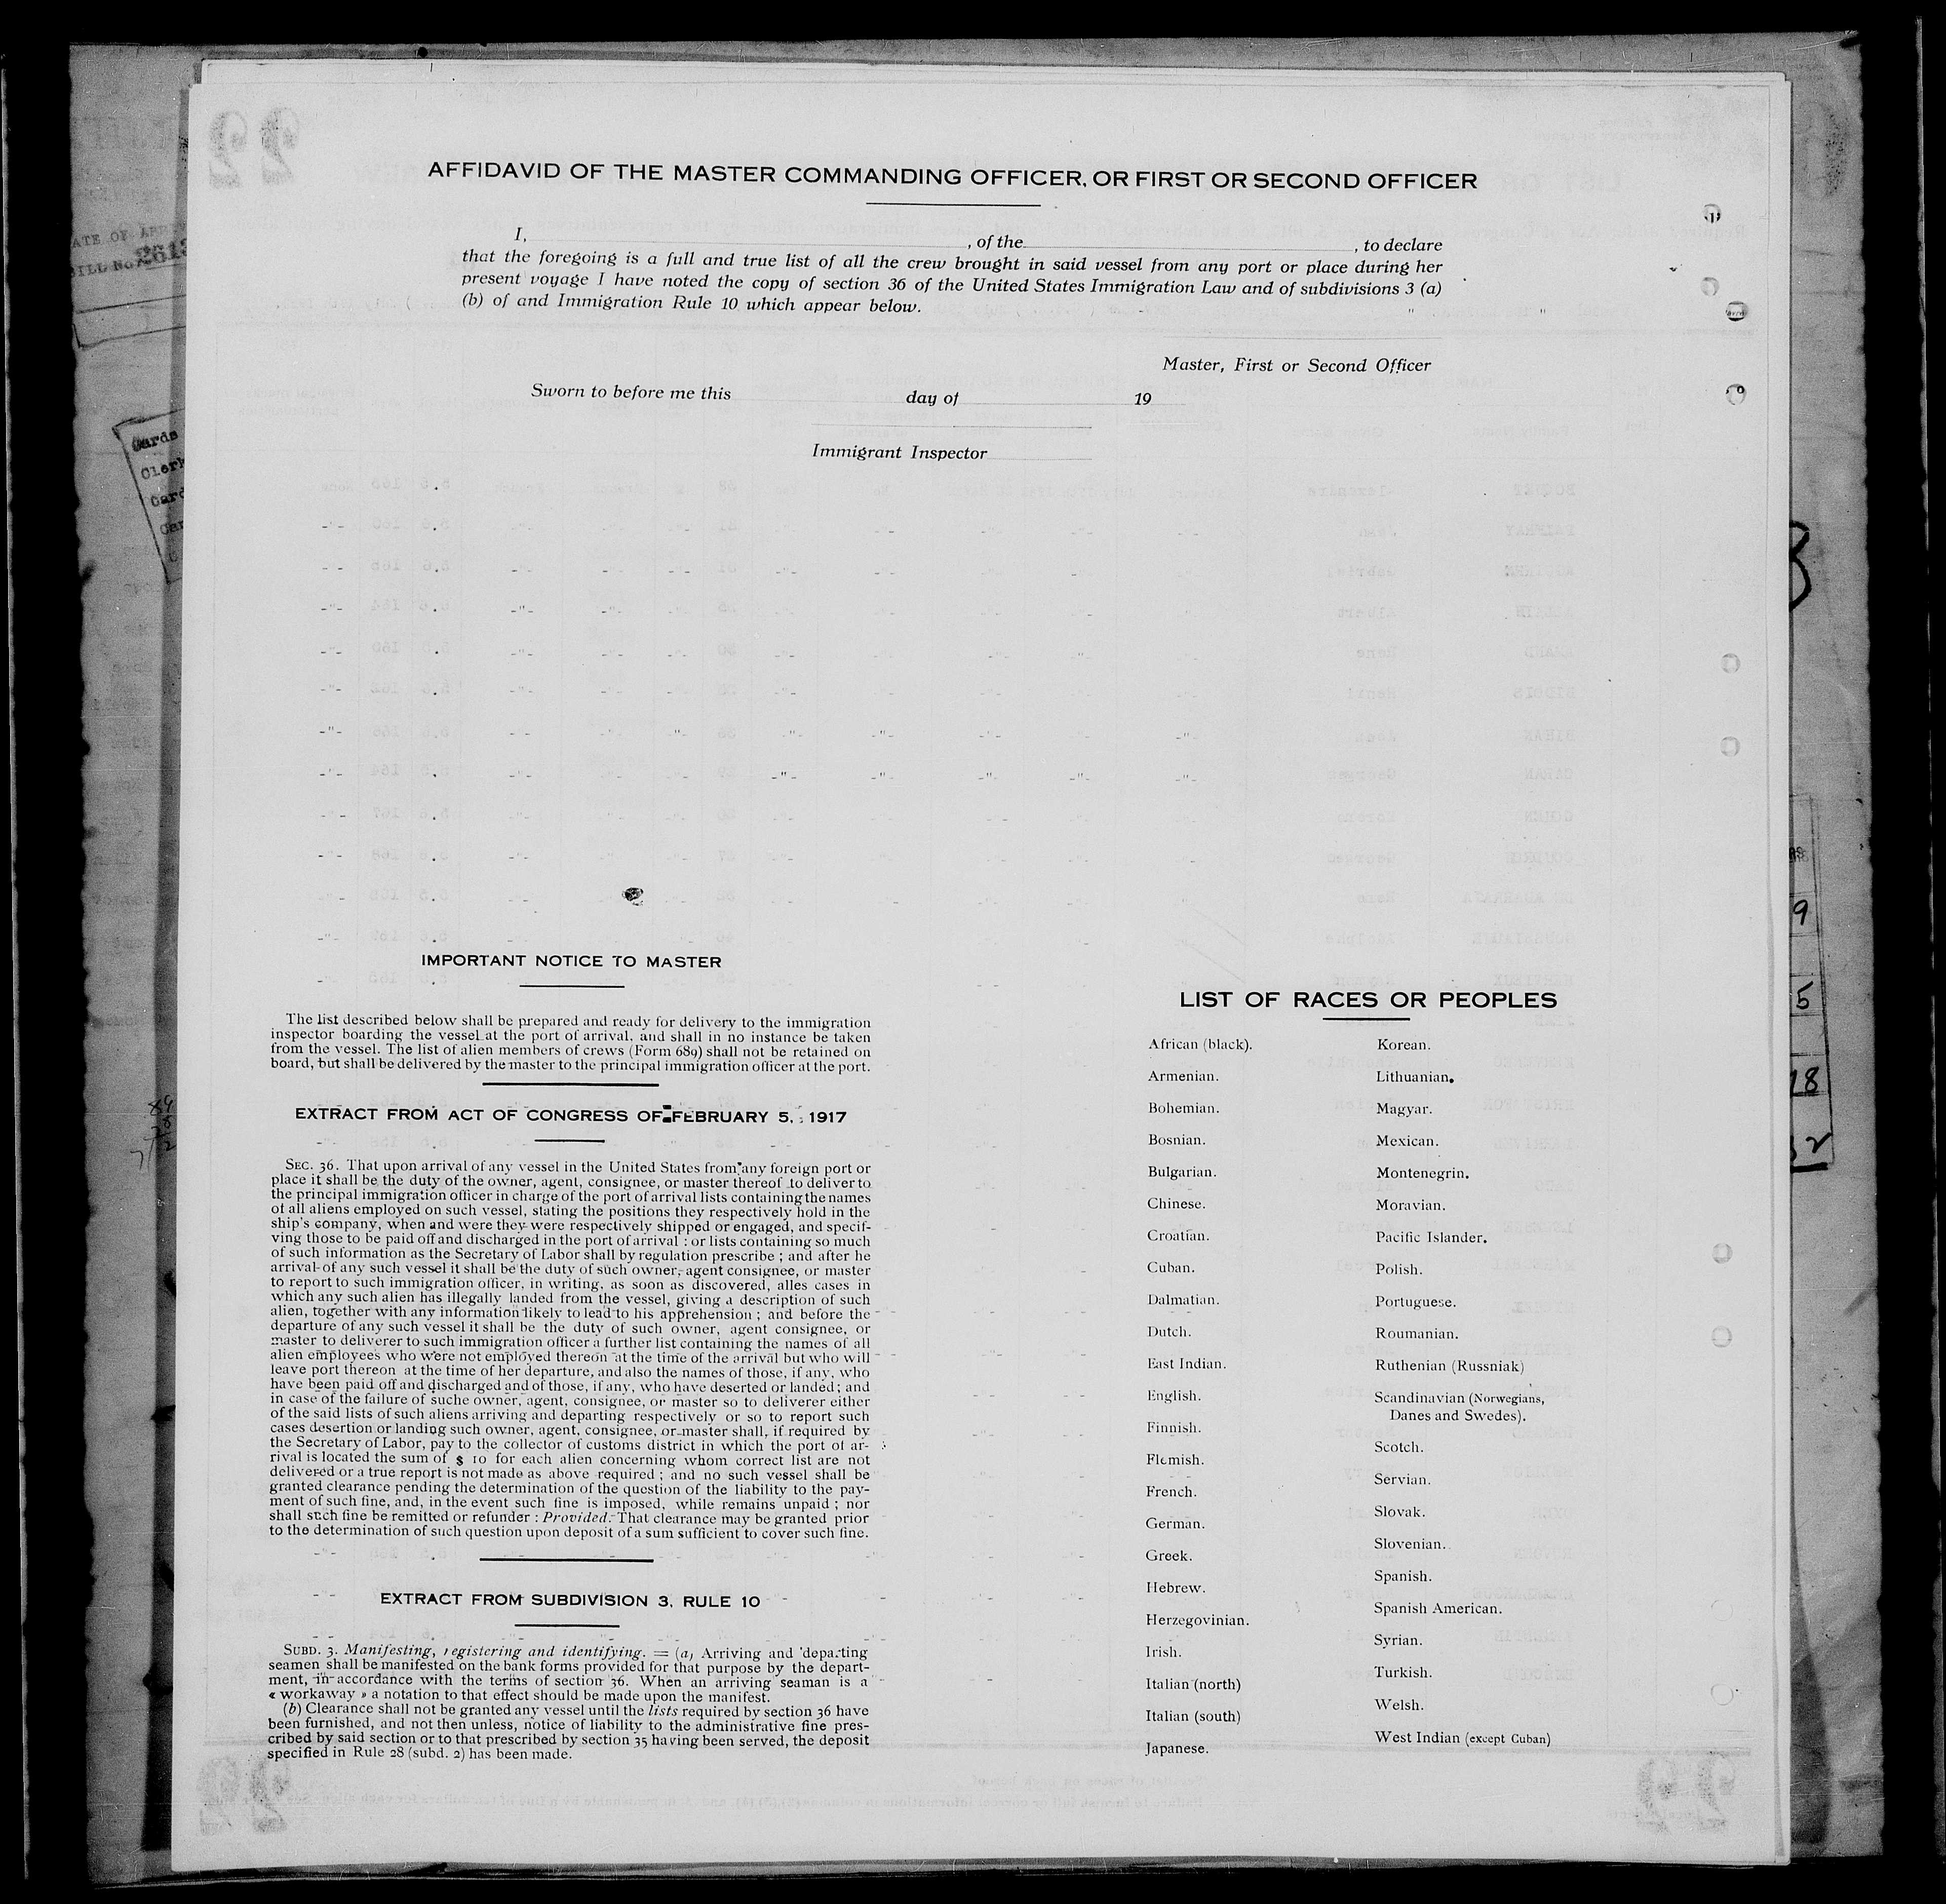 AFFIDAVID OF THE MASTER COMMANDING OFFICER, OR FIRST OR SECOND OFFICER
I, , of the , to declare
that the foregoing is a full and true list of all the crew brought in said vessel from any port or place during her
present voyage I have noted the copy of section 36 of the United States Immigration Law and of subdivisions 3 (a)
(b) of and Immigration Rule 10 which appear below.
Master, First or Second Officer
Sworn to before me this day of 19
Immigrant Inspector
IMPORTANT NOTICE TO MASTER
The list described below shall be prepared and ready for delivery to the immigration
inspector boarding the vessel at the port of arrival, and shall in no instance be taken
from the vessel. The list of alien members of crews (Form 689) shall not be retained on
board, but shall be delivered by the master to the principal immigration officer at the port.
EXTRACT FROM ACT OF CONGRESS OF FEBRUARY 5, 1917
SEC. 36. That upon arrival of any vessel in the United States from any foreign port or
place it shall be the duty of the owner, agent, consignee, or master thereof to deliver to
the principal immigration officer in charge of the port of arrival lists containing the names
of all aliens employed on such vessel, stating the positions they respectively hold in the
ship's company, when and were they were respectively shipped or engaged, and specif-
ving those to be paid off and discharged in the port of arrival : or lists containing so much
of such information as the Secretary of Labor shall by regulation prescribe ; and after he
arrival of any such vessel it shall be the duty of such owner, agent consignee, or master
to report to such immigration officer, in writing, as soon as discovered, alles cases in
which any such alien has illegally landed from the vessel, giving a description of such
alien, together with any information likely to lead to his apprehension ; and before the
departure of any such vessel it shall be the duty of such owner, agent consignee, or
master to deliverer to such immigration officer a further list containing the names of all
alien employees who were not employed thereon at the time of the arrival but who will
leave port thereon at the time of her departure, and also the names of those, if any, who
have been paid off and discharged and of those, if any, who have deserted or landed ; and
in case of the failure of suche owner, agent, consignee, or master so to deliverer either
of the said lists of such aliens arriving and departing respectively or so to report such
cases desertion or landing such owner, agent, consignee, or master shall, if required by
the Secretary of Labor, pay to the collector of customs district in which the port of ar-
rival is located the sum of $ 10 for each alien concerning whom correct list are not
delivered or a true report is not made as above required ; and no such vessel shall be
granted clearance pending the determination of the question of the liability to the pay-
ment of such fine, and, in the event such fine is imposed, while remains unpaid ; nor
shall such fine be remitted or refunder : Provided. That clearance may be granted prior
to the determination of such question upon deposit of a sum sufficient to cover such fine.
EXTRACT FROM SUBDIVISION 3, RULE 10
SUBD. 3. Manifesting, registering and identifying. = (a) Arriving and departing
seamen shall be manifested on the bank forms provided for that purpose by the depart-
ment, in accordance with the terms of section 36. When an arriving seaman is a
« workaway » a notation to that effect should be made upon the manifest.
(b) Clearance shall not be granted any vessel until the lists required by section 36 have
been furnished, and not then unless, notice of liability to the administrative fine pres-
cribed by said section or to that prescribed by section 35 having been served, the deposit
specified in Rule 28 (subd. 2) has been made.
LIST OF RACES OR PEOPLES
African (black).
Armenian.
Bohemian.
Bosnian.
Bulgarian.
Chinese.
Croatian.
Cuban.
Dalmatian.
Dutch.
East Indian.
English.
Finnish.
Flemish.
French.
German.
Greek.
Hebrew.
Herzegovinian.
Irish.
Italian (north)
Italian (south)
Japanese.
Korean.
Lithuanian.
Magyar.
Mexican.
Montenegrin.
Moravian.
Pacific Islander.
Polish.
Portuguese.
Roumanian.
Ruthenian (Russniak)
Scandinavian (Norwegians,
Danes and Swedes).
Scotch.
Servian.
Slovak.
Slovenian.
Spanish.
Spanish American.
Syrian.
Turkish.
Welsh.
West Indian (except Cuban)